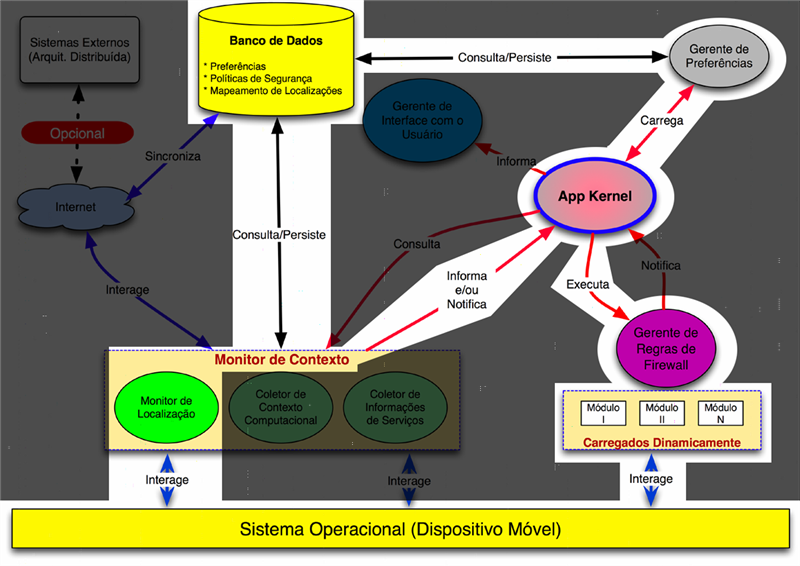 Sistemas Externos
(Arquit. Distribuída)
Opcional
Internet
Sincroniza
Interage
Banco de Dados
* Preferências
* Políticas de Segurança
* Mapeamento de Localizações
Consulta/Persiste
Gerente de
Preferências
Gerente de
Interface com o
Usuário
Carrega
Informa
App Kernel
Consulta/Persiste
Consulta
Informa
e/ou
Notifica
Executa
Notifica
Gerente de
Regras de
Firewall
Monitor de Contexto
Monitor de
Localização
Coletor de
Contexto
Computacional
Coletor de
Informações
de Serviços
Módulo
I
Módulo
II
Módulo
N
Carregados Dinamicamente
Interage
Interage
Interage
Sistema Operacional (Dispositivo Móvel)